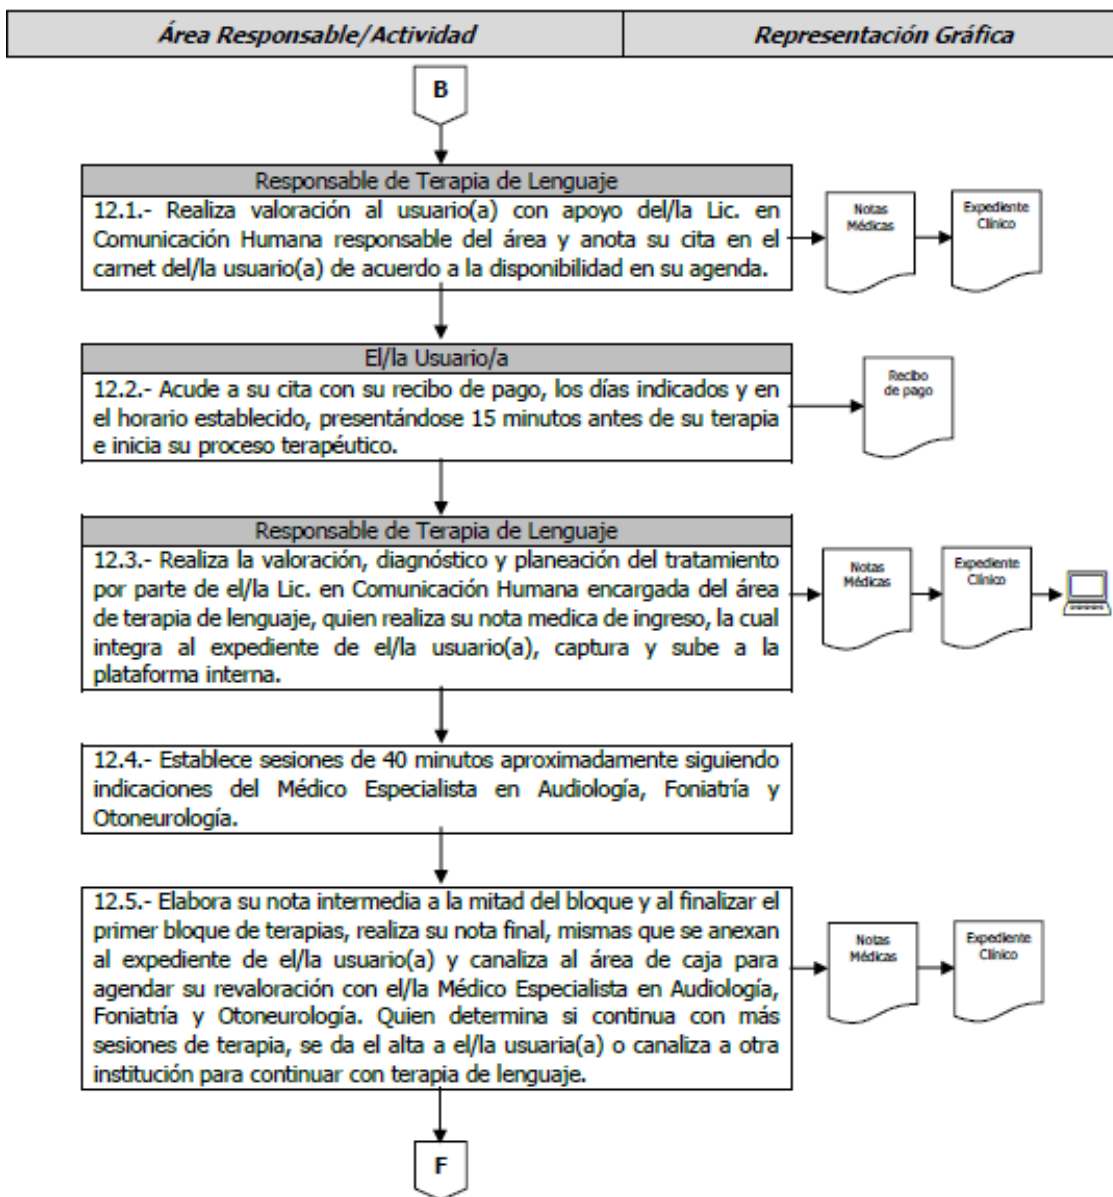 Área Responsable/Actividad
Representación Gráfica
B
Responsable de Terapia de Lenguaje
12.1.- Realiza valoración al usuario(a) con apoyo del/la Lic. en
Comunicación Humana responsable del área y anota su cita en el
carnet del/la usuario(a) de acuerdo a la disponibilidad en su agenda.
Notas
Médicas
Expediente
Clínico
El/la Usuario/a
12.2.- Acude a su cita con su recibo de pago, los días indicados y en
el horario establecido, presentándose 15 minutos antes de su terapia
e inicia su proceso terapéutico.
Recibo
de pago
Responsable de Terapia de Lenguaje
12.3.- Realiza la valoración, diagnóstico y planeación del tratamiento
por parte de el/la Lic. en Comunicación Humana encargada del área
de terapia de lenguaje, quien realiza su nota medica de ingreso, la cual
integra al expediente de el/la usuario(a), captura y sube a la
plataforma interna.
Notas
Médicas
Expediente
Clínico
12.4.- Establece sesiones de 40 minutos aproximadamente siguiendo
indicaciones del Médico Especialista en Audiología, Foniatría y
Otoneurología.
12.5.- Elabora su nota intermedia a la mitad del bloque y al finalizar el
primer bloque de terapias, realiza su nota final, mismas que se anexan
al expediente de el/la usuario(a) y canaliza al área de caja para
agendar su revaloración con el/la Médico Especialista en Audiología,
Foniatría y Otoneurología. Quien determina si continua con más
sesiones de terapia, se da el alta a el/la usuaria(a) o canaliza a otra
institución para continuar con terapia de lenguaje.
Notas
Médicas
Expediente
Clínico
F